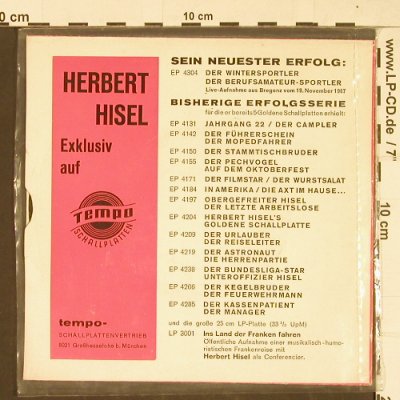 10 cm
10 cm
www.LP-CD.de / 7"
10 cm
HERBERT
HISEL
Exklusiv
auf
Tempo
SCHALLPLATTEN
tempo-
SCHALLPLATTENVERTRIEB
8021 Großhesselohe b. München
SEIN NEUESTER ERFOLG:
EP 4304 DER WINTERSPORTLER
DER BERUFSAMATEUR-SPORTLER
Live-Aufnahme aus Bregenz vom 19. November 1967
BISHERIGE ERFOLGSSERIE
für die er bereits 5 Goldene Schallplatten erhielt:
EP 4131 JAHRGANG 22 / DER CAMPLER
EP 4142 DER FÜHRERSCHEIN
DER MOPEDFAHRER
EP 4150 DER STAMMTISCHBRUDER
EP 4155 DER PECHVOGEL
AUF DEM OKTOBERFEST
EP 4171 DER FILMSTAR / DER WURSTSALAT
EP 4184 IN AMERIKA / DIE AXT IM HAUSE...
EP 4197 OBERGEFREITER HISEL
DER LETZTE ARBEITSLOSE
EP 4204 HERBERT HISEL'S
GOLDENE SCHALLPLATTE
EP 4209 DER URLAUBER
DER REISELEITER
EP 4219 DER ASTRONAUT
DIE HERRENPARTIE
EP 4239 DER BUNDESLIGA-STAR
UNTEROFFIZIER HISEL
EP 4266 DER KEGELBRUDER
DER FEUERWEHRMANN
EP 4285 DER KASSENPATIENT
DER MANAGER
und die große 25 cm LP-Platte (33 ⅓ UpM)
LP 3001 Ins Land der Franken fahren
Öffentliche Aufnahme einer musikalisch-humo-
ristischen Frankenreise mit
Herbert Hisel als Conferencier.